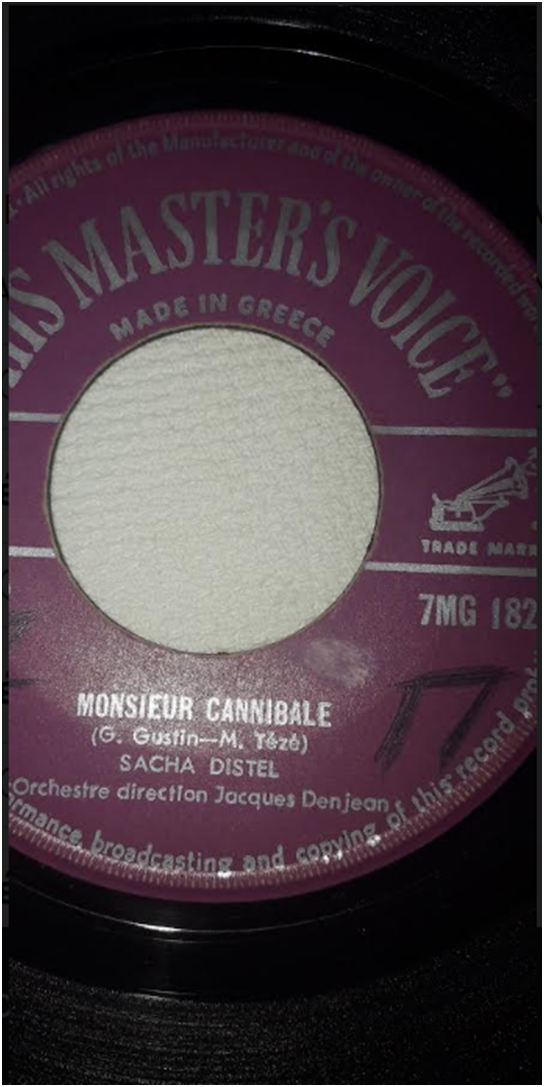 All rights of the Manufacturer and of the owner of the recorded
HIS MASTER'S VOICE"
MADE IN GREECE
TRADE MARK
7MG 182
MONSIEUR CANNIBALE
(G. Gustin—M. Tézé)
SACHA DISTEL
Orchestre direction Jacques Denjean
broadcasting and copying of this record